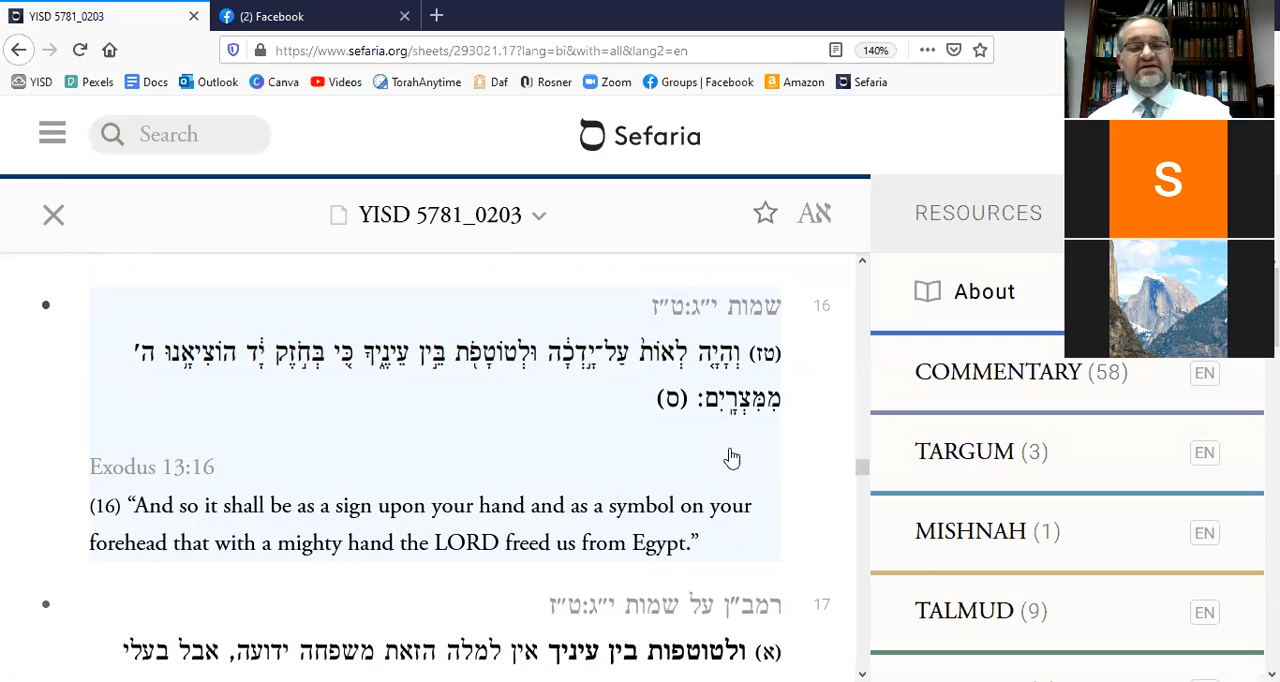 YISD 5781_0203
(2) Facebook
https://www.sefaria.org/sheets/293021.17?lang=bi&with=all&lang2=en
140%
YISD
Pexels
Docs
Outlook
Canva
Videos
TorahAnytime
Daf
Rosner
Zoom
Groups | Facebook
Amazon
Sefaria
Search
Sefaria
YISD 5781_0203
Aא
RESOURCES
S
About
שמות י״ג:ט״ז
16
(טז) וְהָיָ֤ה לְאוֹת֙ עַל־יָ֣דְכָ֔ה וּלְטוֹטָפֹ֖ת בֵּ֣ין עֵינֶ֑יךָ כִּ֚י בְּחֹ֣זֶק יָ֔ד הוֹצִיאָ֥נוּ ה'
מִמִּצְרָֽיִם׃ (ס)
Exodus 13:16
(16) “And so it shall be as a sign upon your hand and as a symbol on your
forehead that with a mighty hand the LORD freed us from Egypt.”
רמב"ן על שמות י״ג:ט״ז
17
(א) ולטוטפות בין עיניך אין למלה הזאת משפחה ידועה, אבל בעלי
COMMENTARY (58)
EN
TARGUM (3)
EN
MISHNAH (1)
EN
TALMUD (9)
EN